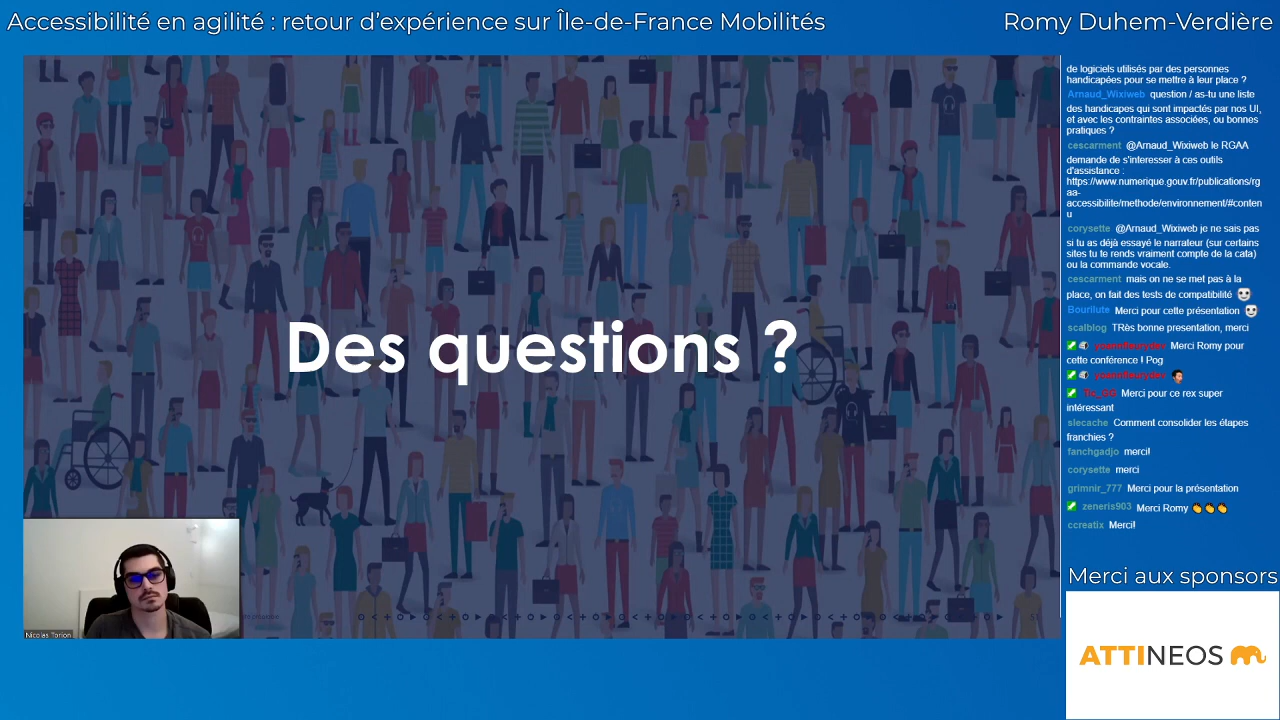 Accessibilité en agilité : retour d’expérience sur Île-de-France Mobilités
Romy Duhem-Verdière
de logiciels utilisés par des personnes
handicapées pour se mettre à leur place ?
Arnaud_Wixiweb question / as-tu une liste
des handicapes qui sont impactés par nos UI,
et avec les contraintes associées, ou bonnes
pratiques ?
cescarment @Arnaud_Wixiweb le RGAA
demande de s'interesser à ces outils
d'assistance :
https://www.numerique.gouv.fr/publications/rg
aa-
accessibilite/methode/environnement/#conten
u
corysette @Arnaud_Wixiweb je ne sais pas
si tu as déjà essayé le narrateur (sur certains
sites tu te rends vraiment compte de la cata)
ou la commande vocale.
cescarment mais on ne se met pas à la
place, on fait des tests de compatibilité
Bourilute Merci pour cette présentation
scalblog TRès bonne presentation, merci
Merci Romy pour
cette conférence ! Pog
Merci pour ce rex super
intéressant
slecache Comment consolider les étapes
franchies ?
fanchgadjo merci!
corysette merci
grimnir_777 Merci pour la présentation
zeneris903 Merci Romy
ccreatix Merci!
Des questions ?
Nicolas Torion
Merci aux sponsors
ATTINEOS